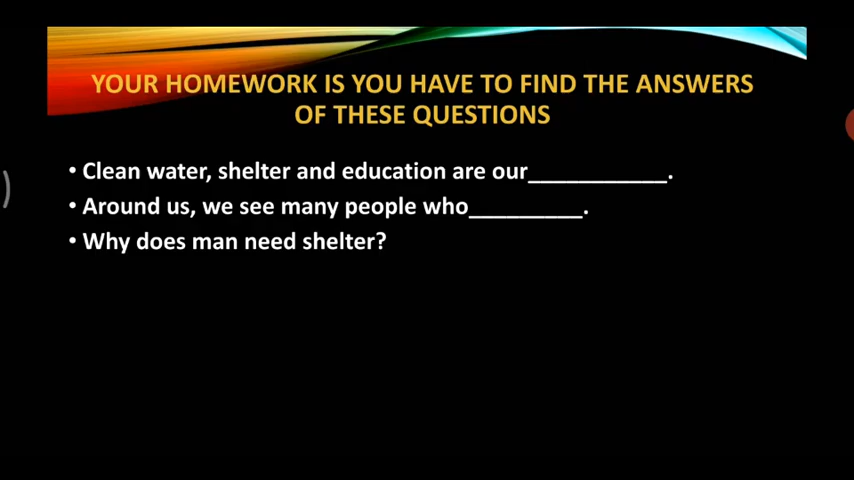 YOUR HOMEWORK IS YOU HAVE TO FIND THE ANSWERS
OF THESE QUESTIONS
• Clean water, shelter and education are our___________.
• Around us, we see many people who_________.
• Why does man need shelter?